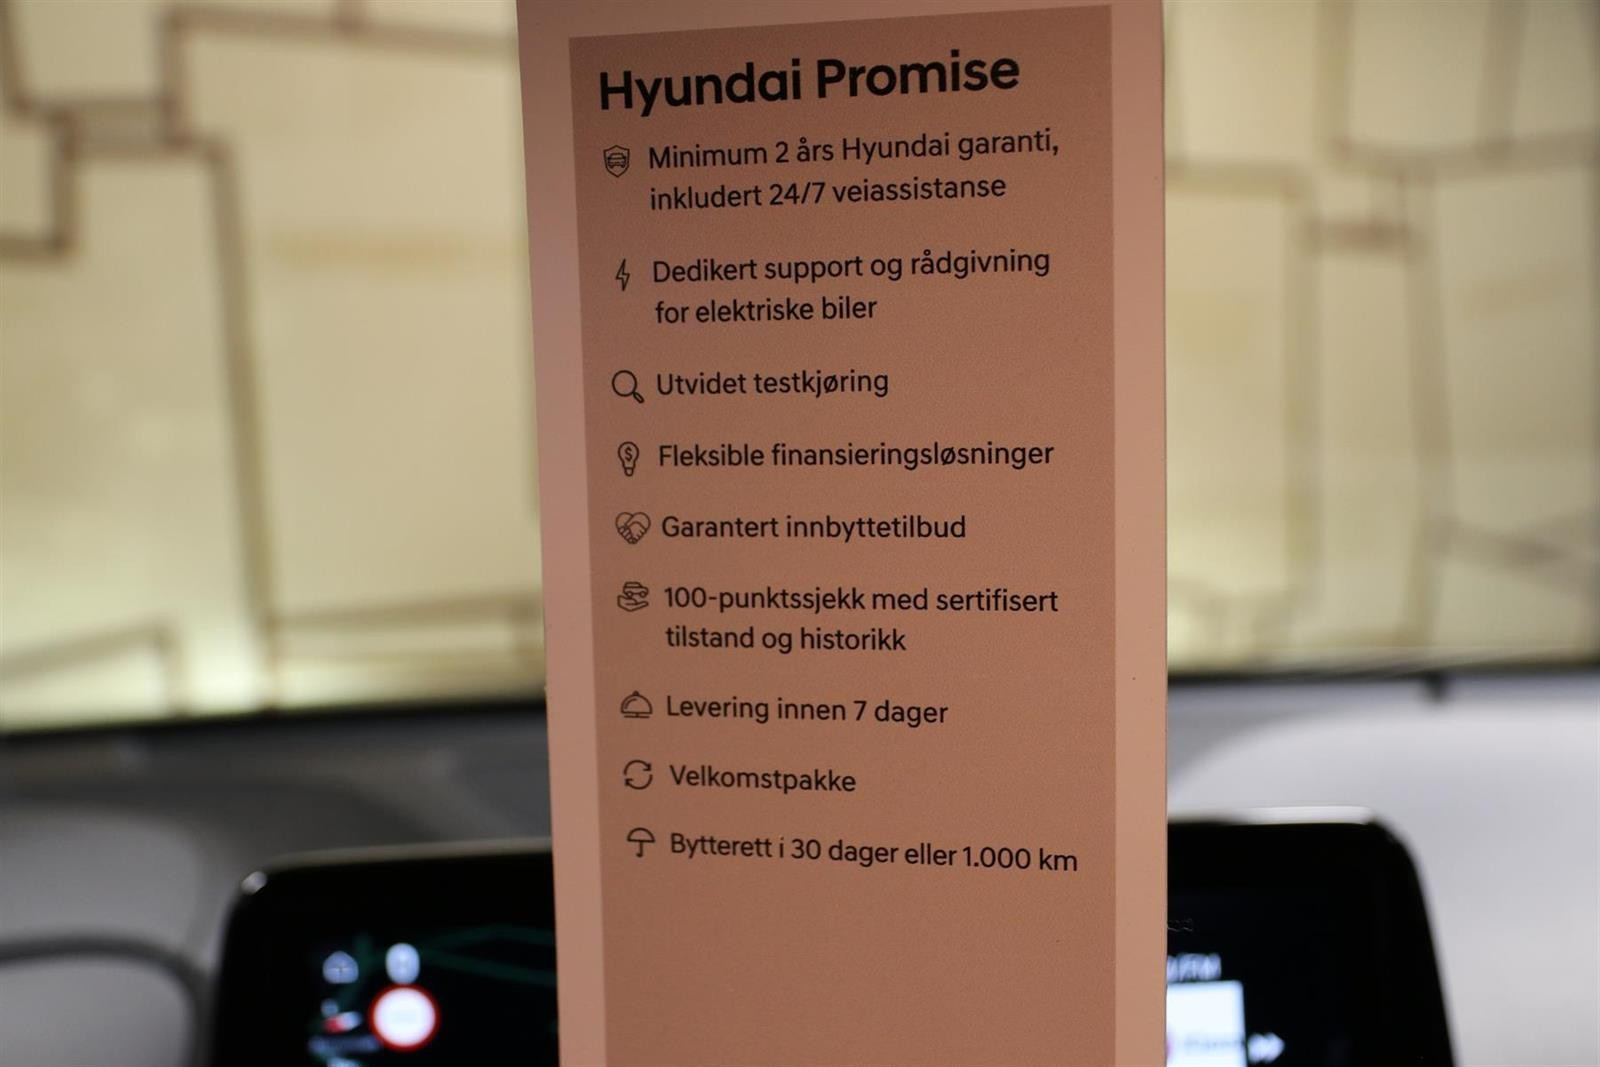 Hyundai Promise
Minimum 2 års Hyundai garanti,
inkludert 24/7 veiassistanse
Dedikert support og rådgivning
for elektriske biler
Utvidet testkjøring
Fleksible finansieringsløsninger
Garantert innbyttetilbud
100-punktssjekk med sertifisert
tilstand og historikk
Levering innen 7 dager
Velkomstpakke
Bytterett i 30 dager eller 1.000 km